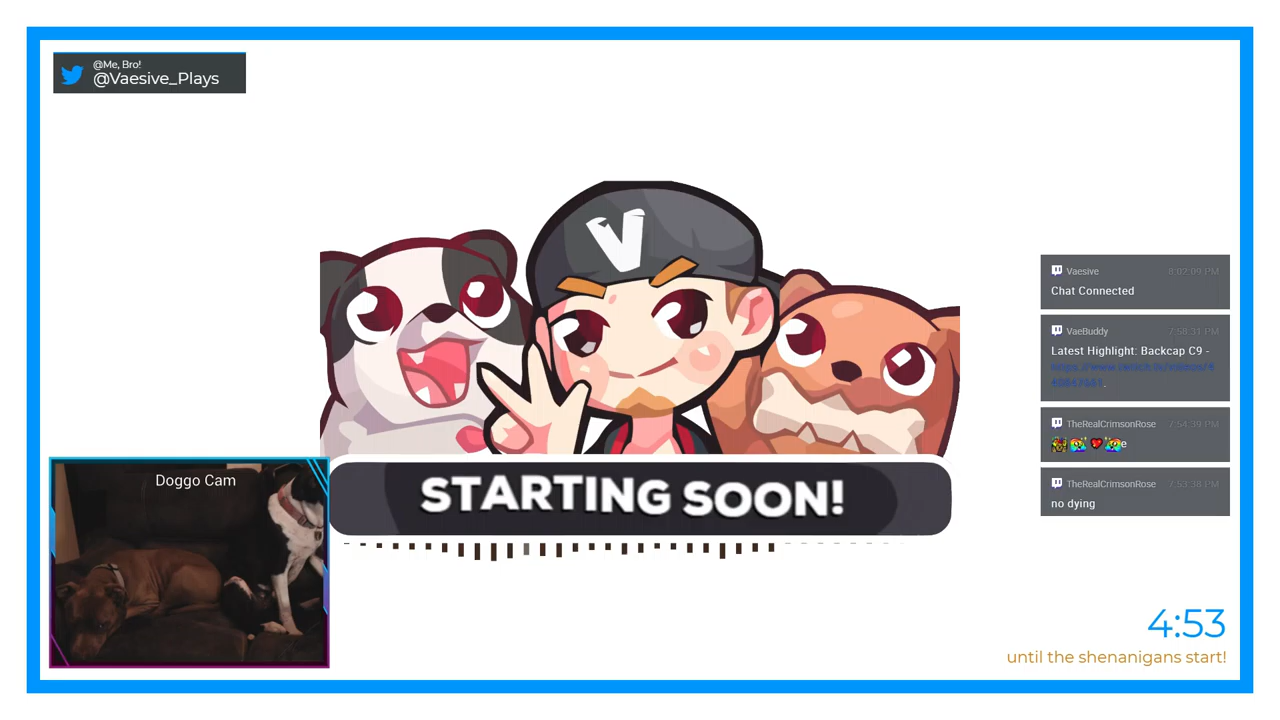 @Me, Bro!
@Vaesive_Plays
V
STARTING SOON!
Doggo Cam
Vaesive 8:02:09 PM
Chat Connected
VaeBuddy 7:58:31 PM
Latest Highlight: Backcap C9 -
TheRealCrimsonRose 7:54:39 PM
e
TheRealCrimsonRose 7:53:38 PM
no dying
4:53
until the shenanigans start!